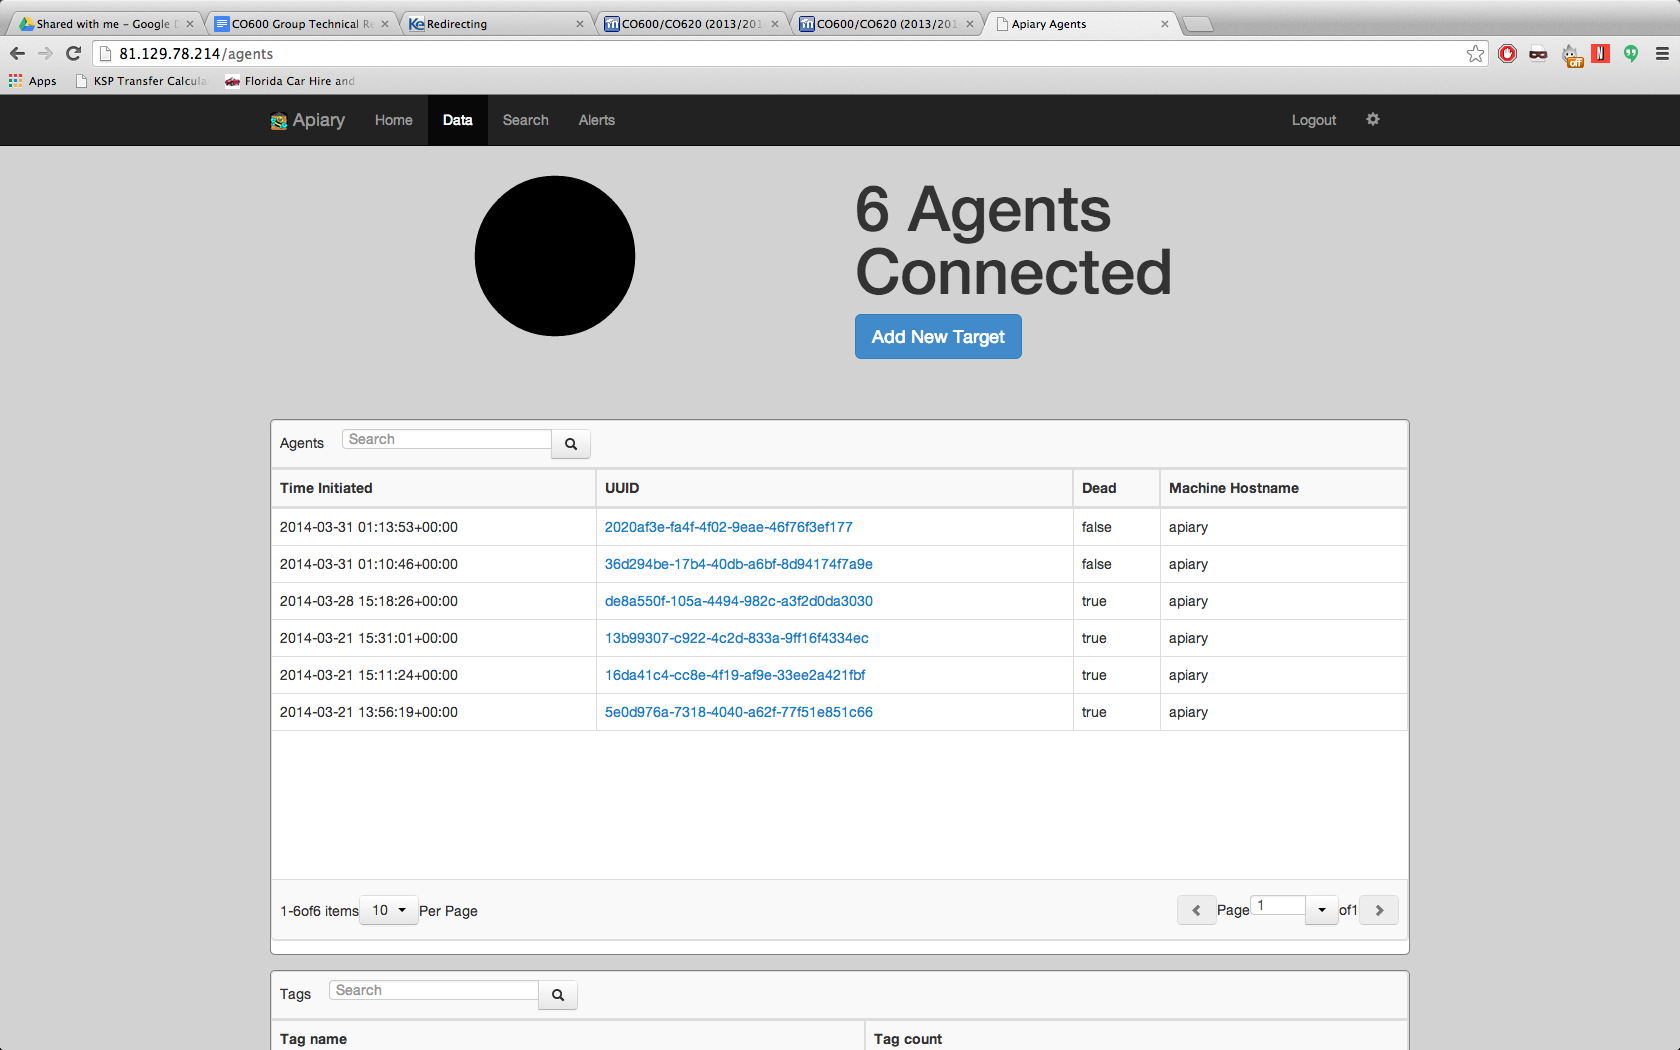 Shared with me - Google D
CO600 Group Technical Re
Redirecting
CO600/CO620 (2013/201
CO600/CO620 (2013/201
Apiary Agents
81.129.78.214/agents
off
Apps
KSP Transfer Calcula
Florida Car Hire and
Apiary
Home
Data
Search
Alerts
Logout
6 Agents
Connected
Add New Target
Agents
Search
Time Initiated
UUID
Dead
Machine Hostname
2014-03-31 01:13:53+00:00
2020af3e-fa4f-4f02-9eae-46f76f3ef177
false
apiary
2014-03-31 01:10:46+00:00
36d294be-17b4-40db-a6bf-8d94174f7a9e
false
apiary
2014-03-28 15:18:26+00:00
de8a550f-105a-4494-982c-a3f2d0da3030
true
apiary
2014-03-21 15:31:01+00:00
13b99307-c922-4c2d-833a-9ff16f4334ec
true
apiary
2014-03-21 15:11:24+00:00
16da41c4-cc8e-4f19-af9e-33ee2a421fbf
true
apiary
2014-03-21 13:56:19+00:00
5e0d976a-7318-4040-a62f-77f51e851c66
true
apiary
1-6of6 items
10
Per Page
Page
1
of1
Tags
Search
Tag name
Tag count